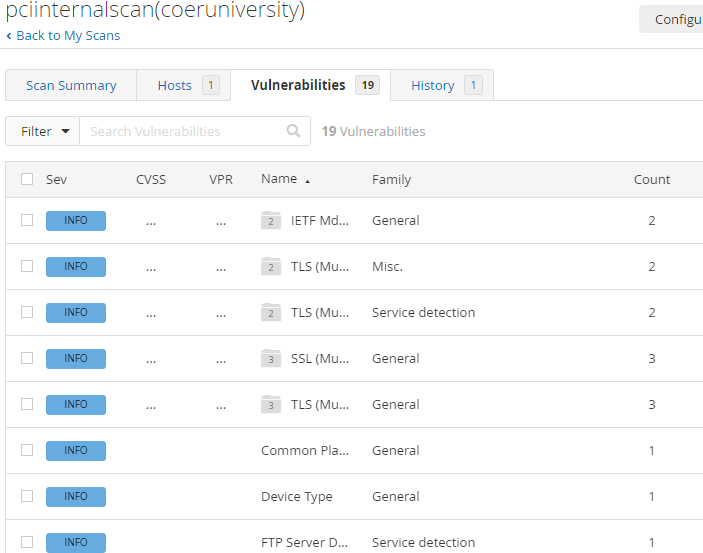 pciinternalscan(coeruniversity)
Configu
‹ Back to My Scans
Scan Summary Hosts 1 Vulnerabilities 19 History 1
Filter Search Vulnerabilities 19 Vulnerabilities
Sev CVSS VPR Name Family Count
INFO ... ... 2 IETF Md... General 2
INFO ... ... 2 TLS (Mu... Misc. 2
INFO ... ... 2 TLS (Mu... Service detection 2
INFO ... ... 3 SSL (Mu... General 3
INFO ... ... 3 TLS (Mu... General 3
INFO Common Pla... General 1
INFO Device Type General 1
INFO FTP Server D... Service detection 1